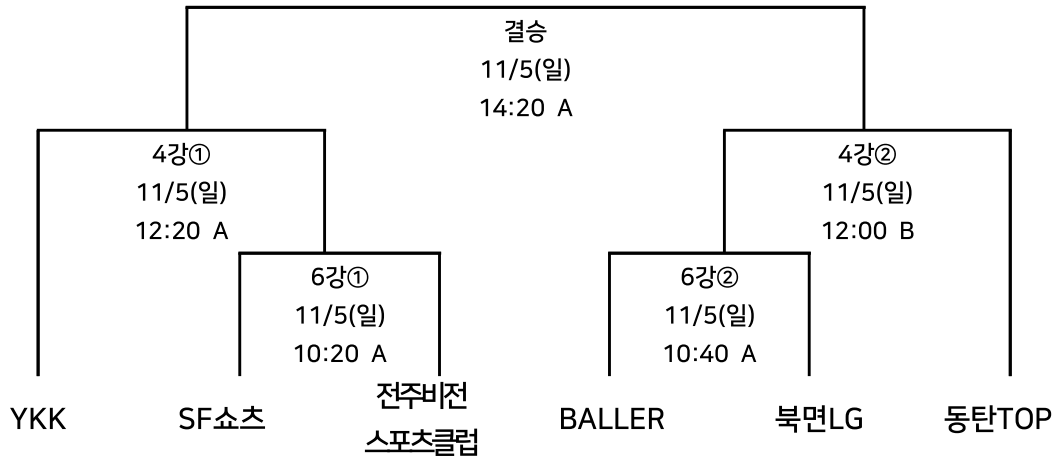 결승
11/5(일)
14:20 A
4강①
11/5(일)
12:20 A
4강②
11/5(일)
12:00 B
6강①
11/5(일)
10:20 A
6강②
11/5(일)
10:40 A
YKK
SF쇼츠
전주비전
스포츠클럽
BALLER
북면LG
동탄TOP